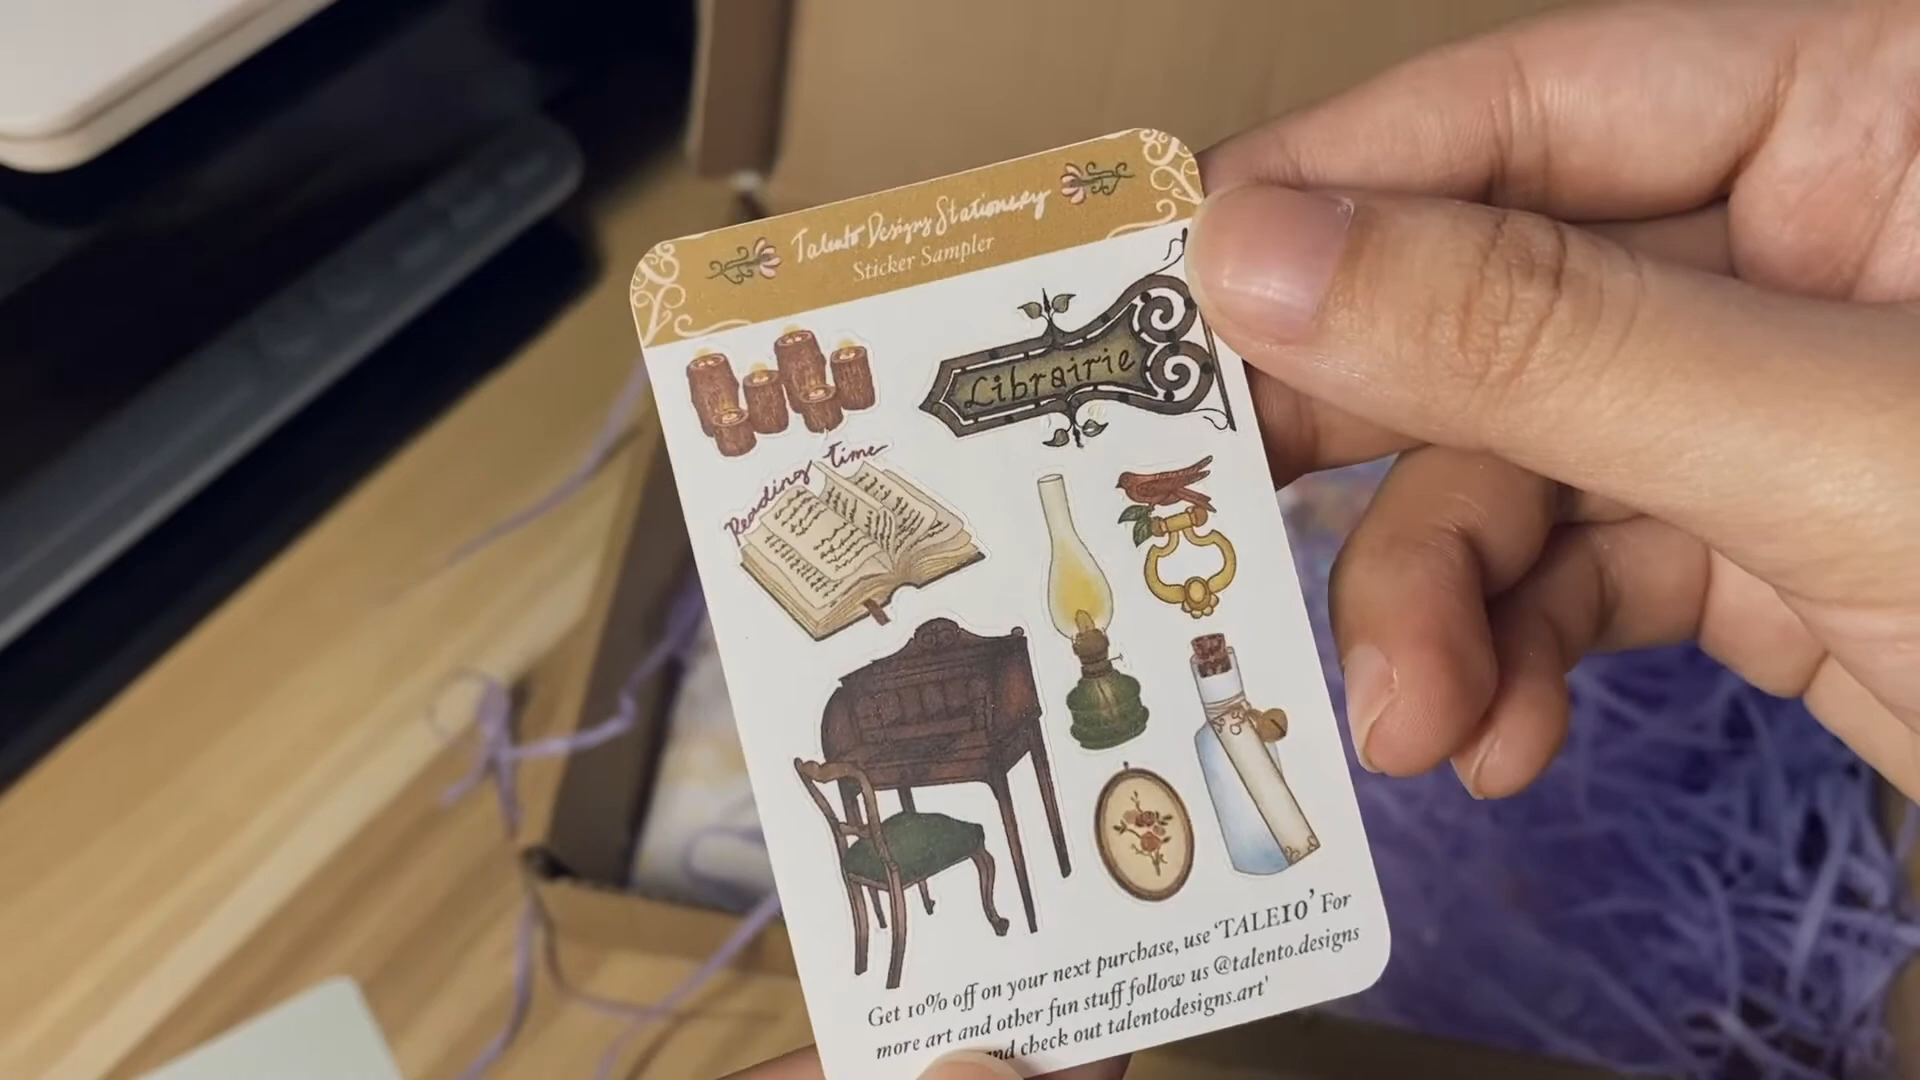 Talento Designs Stationery
Sticker Sampler
Librairie
Reading time
Get 10% off on your next purchase, use 'TALE10' For
more art and other fun stuff follow us @talento.designs
and check out talentodesigns.art'